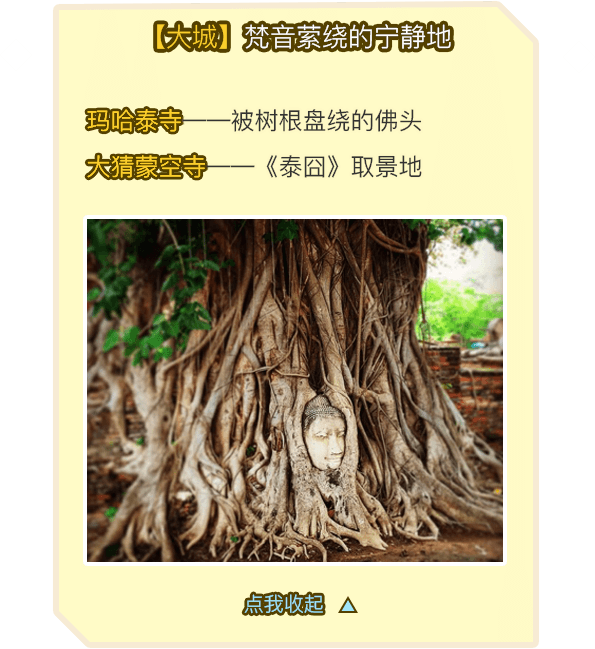 【大城】梵音萦绕的宁静地
玛哈泰寺——被树根盘绕的佛头
大猜蒙空寺——《泰囧》取景地
点我收起 ▲